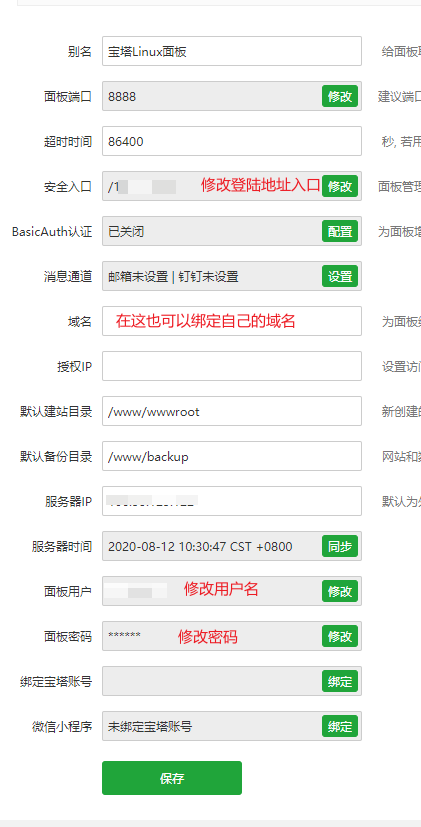 别名 宝塔Linux面板 给面板
面板端口 8888 修改 建议端口
超时时间 86400 秒, 若用
安全入口 /1 修改登陆地址入口 修改 面板管理
BasicAuth认证 已关闭 配置 为面板增
消息通道 邮箱未设置 | 钉钉未设置 设置
域名 在这也可以绑定自己的域名 为面板
授权IP 设置访
默认建站目录 /www/wwwroot 新创建的
默认备份目录 /www/backup 网站和
服务器IP 默认为
服务器时间 2020-08-12 10:30:47 CST +0800 同步
面板用户 修改用户名 修改
面板密码 ****** 修改密码 修改
绑定宝塔账号 绑定
微信小程序 未绑定宝塔账号 绑定
保存